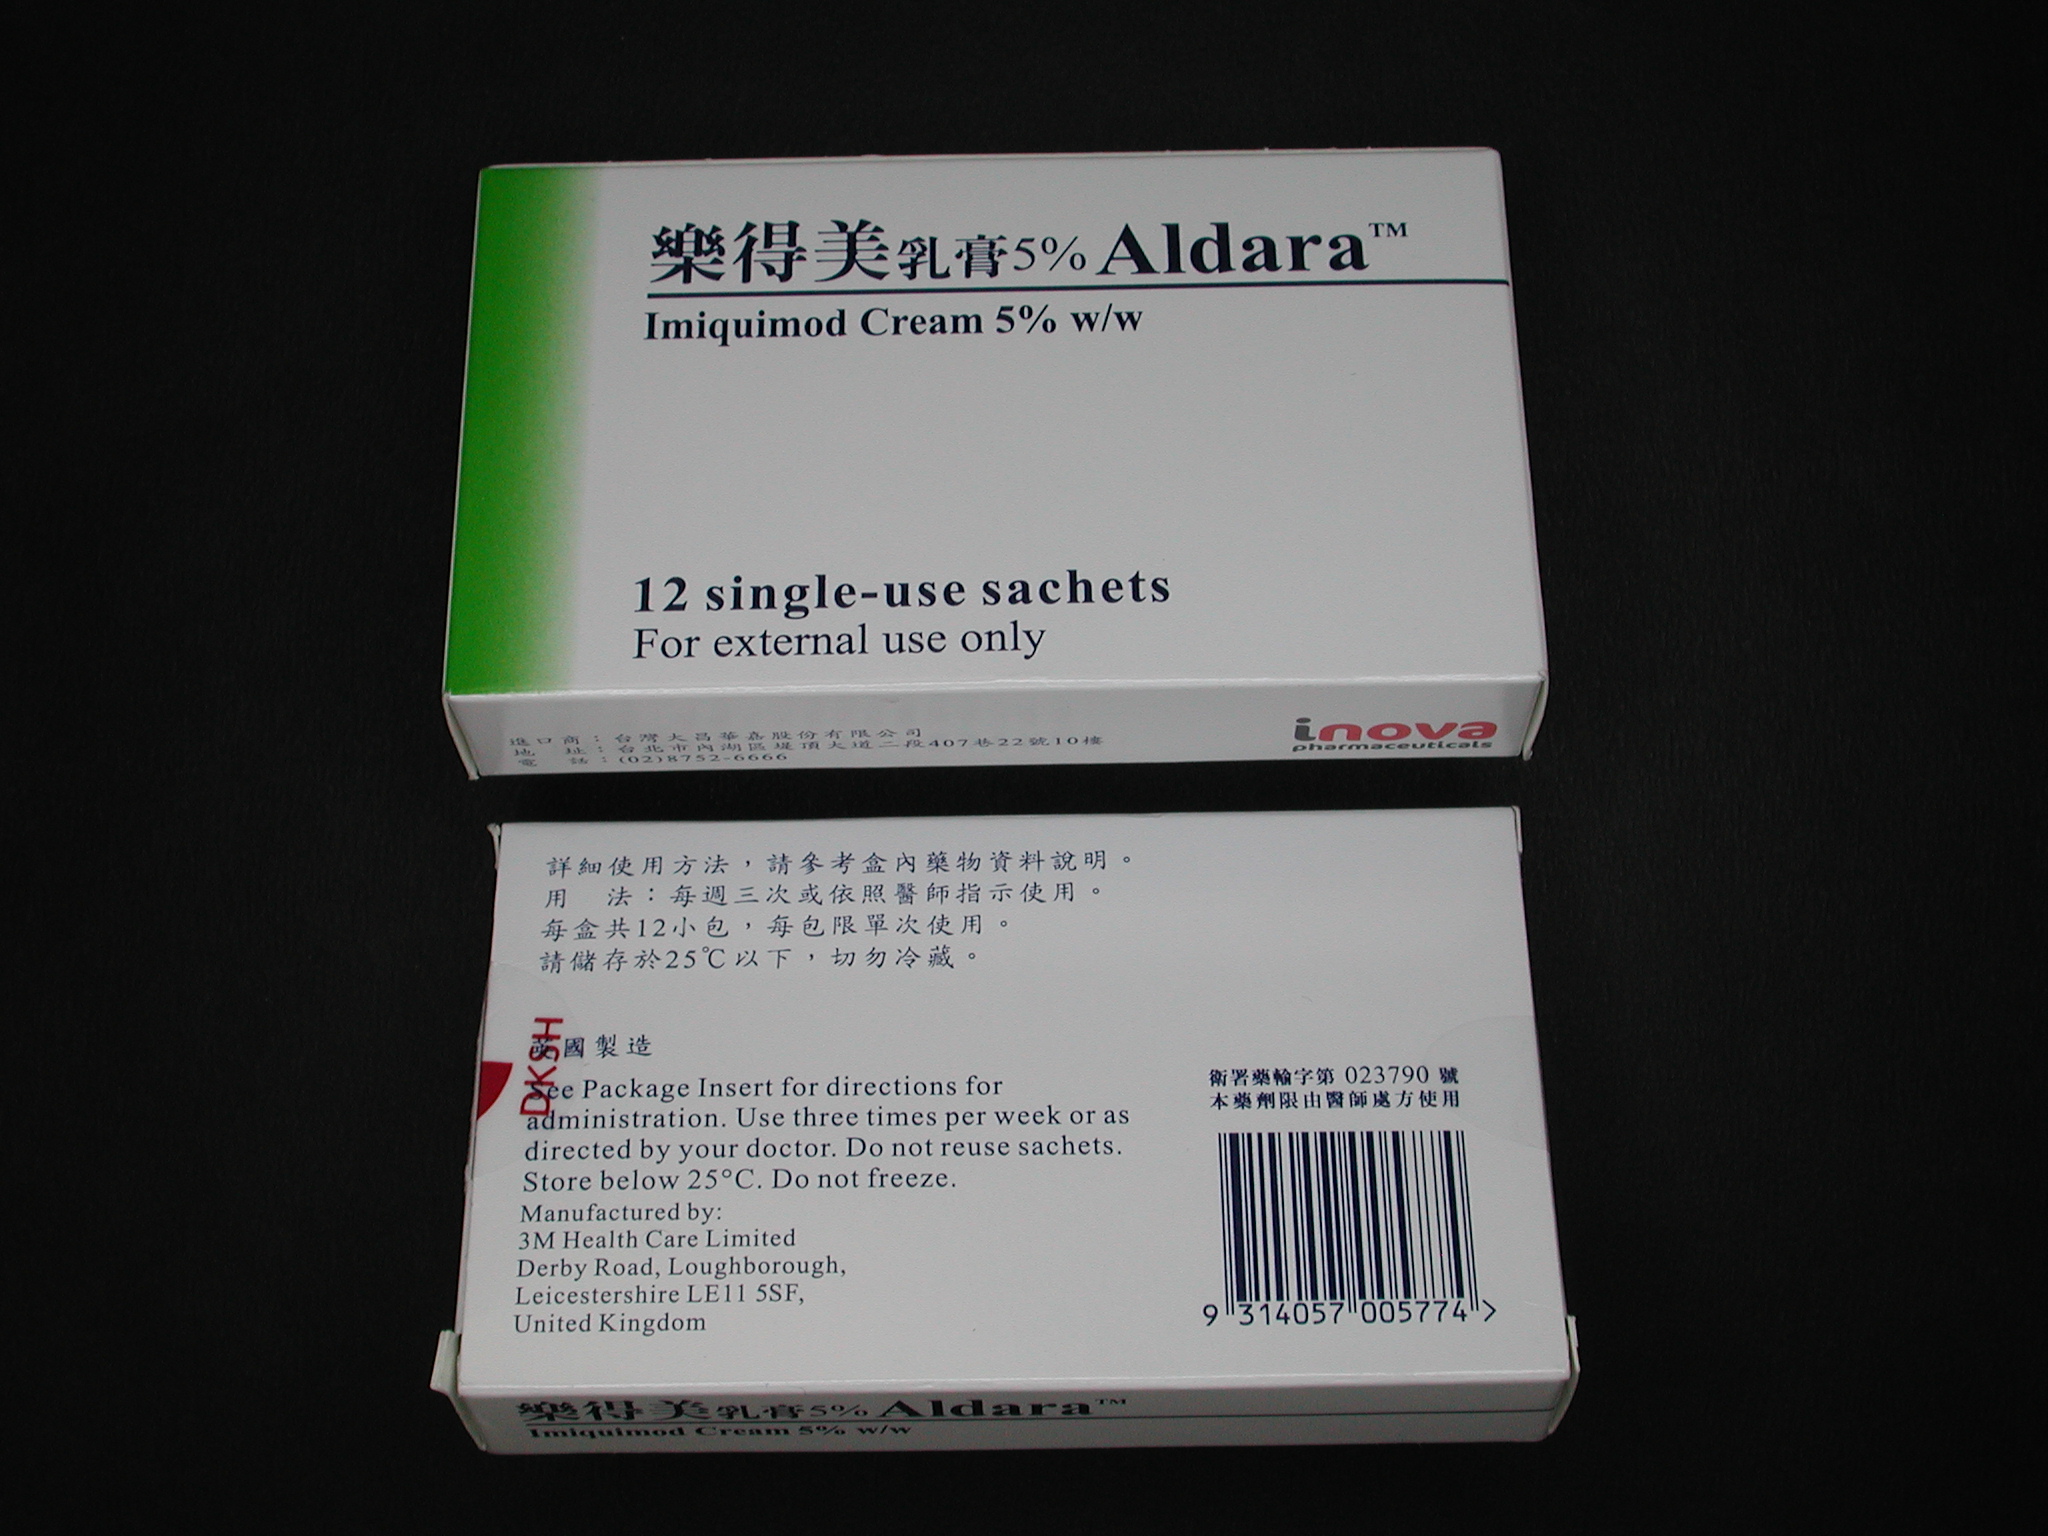 樂得美乳膏5% Aldara™
Imiquimod Cream 5% w/w
12 single-use sachets
For external use only
進口商：台灣大昌華嘉股份有限公司
地　址：台北市內湖區堤頂大道二段407巷22號10樓
電　話：(02)8752-6666
inova
pharmaceuticals
詳細使用方法，請參考盒內藥物資料說明。
用　法：每週三次或依照醫師指示使用。
每盒共12小包，每包限單次使用。
請儲存於25℃以下，切勿冷藏。
DKSH
英國製造
See Package Insert for directions for
administration. Use three times per week or as
directed by your doctor. Do not reuse sachets.
Store below 25°C. Do not freeze.
Manufactured by:
3M Health Care Limited
Derby Road, Loughborough,
Leicestershire LE11 5SF,
United Kingdom
衛署藥輸字第 023790 號
本藥劑限由醫師處方使用
9 314057 005774 >
樂得美乳膏5% Aldara™
Imiquimod Cream 5% w/w